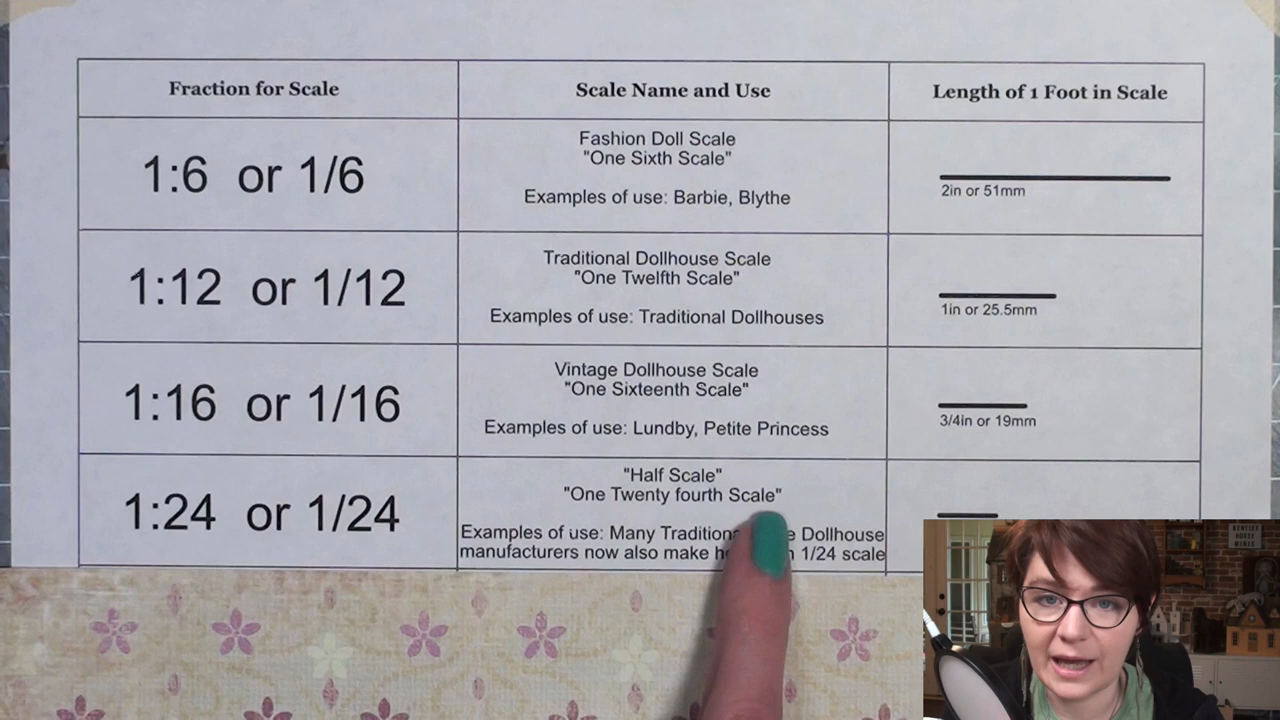 Fraction for Scale
Scale Name and Use
Length of 1 Foot in Scale
1:6 or 1/6
Fashion Doll Scale
"One Sixth Scale"
Examples of use: Barbie, Blythe
2in or 51mm
1:12 or 1/12
Traditional Dollhouse Scale
"One Twelfth Scale"
Examples of use: Traditional Dollhouses
1in or 25.5mm
1:16 or 1/16
Vintage Dollhouse Scale
"One Sixteenth Scale"
Examples of use: Lundby, Petite Princess
3/4in or 19mm
1:24 or 1/24
"Half Scale"
"One Twenty fourth Scale"
Examples of use: Many Dollhouse
manufacturers now also make 1/24 scale
BENTLEY
HOUSE
MINIS